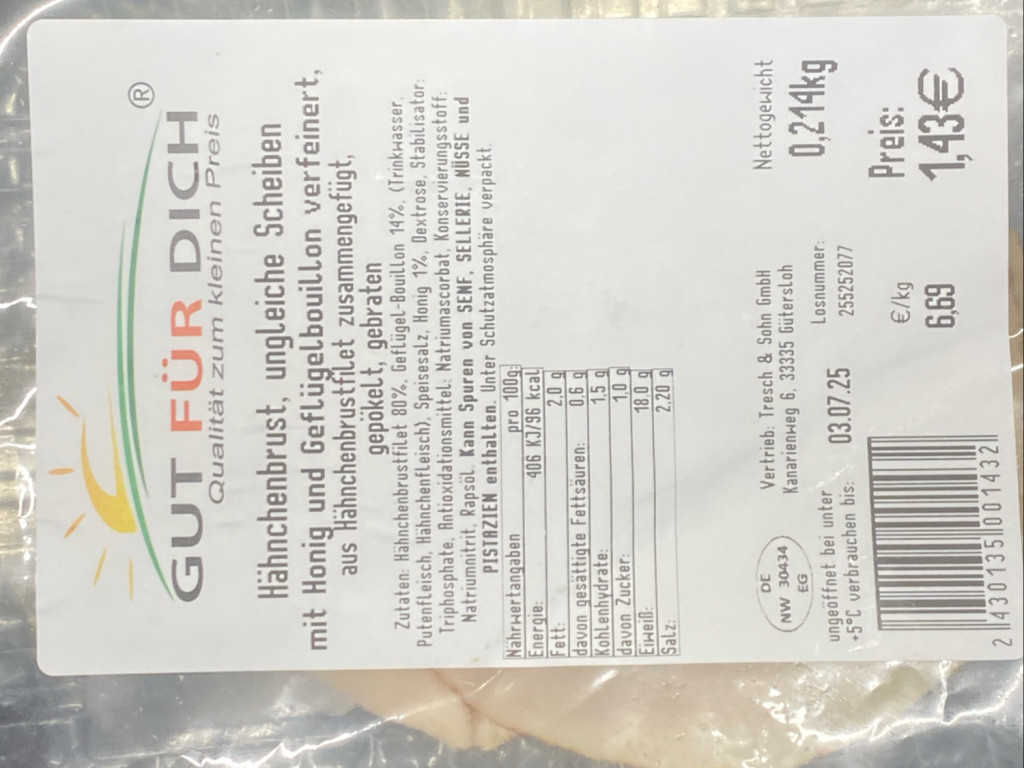 ®
GUT FÜR DICH
Qualität zum kleinen Preis
Hähnchenbrust, ungleiche Scheiben
mit Honig und Geflügelbouillon verfeinert,
aus Hähnchenbrustfilet zusammengefügt,
gepökelt, gebraten
Zutaten: Hähnchenbrustfilet 80%, Geflügel-Bouillon 14%, (Trinkwasser,
Putenfleisch, Hähnchenfleisch), Speisesalz, Honig 1%, Dextrose, Stabilisator:
Triphosphate, Antioxidationsmittel: Natriumascorbat, Konservierungsstoff:
Natriumnitrit, Rapsöl. Kann Spuren von SENF, SELLERIE, NÜSSE und
PISTAZIEN enthalten. Unter Schutzatmosphäre verpackt.
Nährwertangaben pro 100g:
Energie: 406 KJ/96 kcal
Fett: 2,0 g
davon gesättigte Fettsäuren: 0,6 g
Kohlenhydrate: 1,5 g
davon Zucker: 1,0 g
Eiweiß: 18,0 g
Salz: 2,20 g
DE
NW 30434
EG
Vertrieb: Tresch & Sohn GmbH
Kanarienweg 6, 33335 Gütersloh
Nettogewicht
0,214kg
ungeöffnet bei unter
+5°C verbrauchen bis:
03.07.25
Losnummer:
255252077
€/kg
6,69
Preis:
1,43€
2 430135 001432